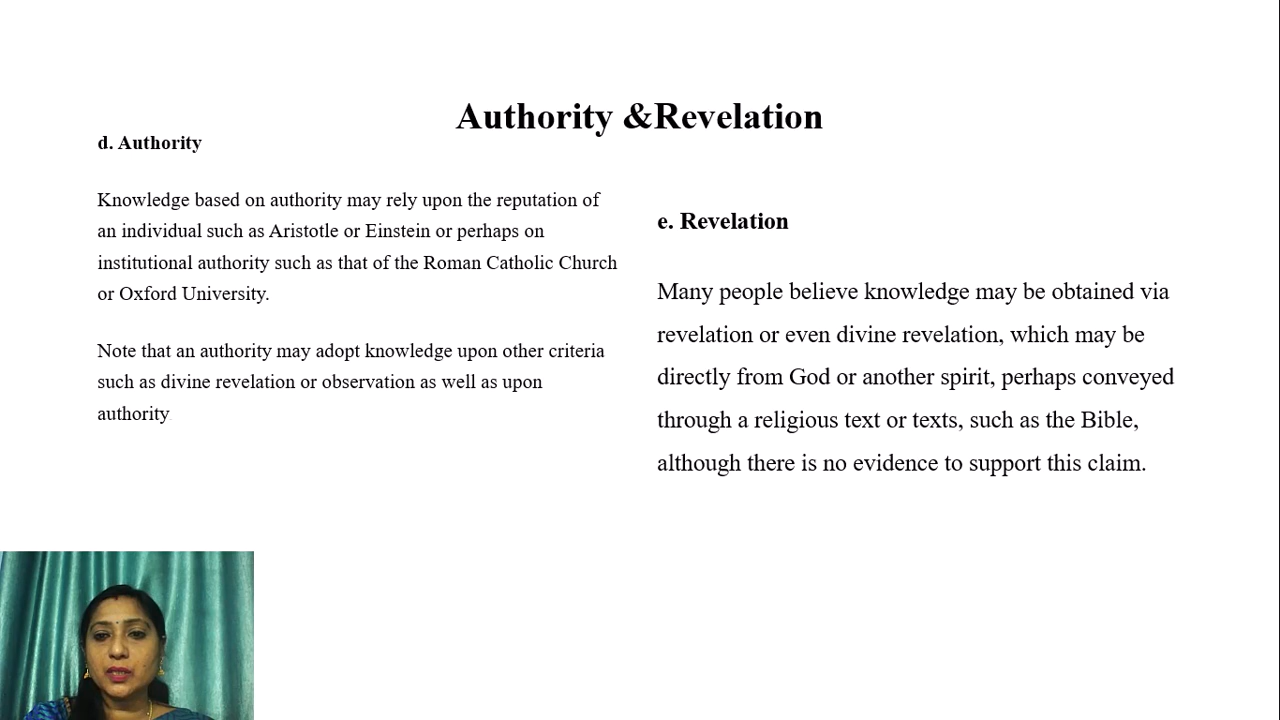 Authority &Revelation
d. Authority
Knowledge based on authority may rely upon the reputation of
an individual such as Aristotle or Einstein or perhaps on
institutional authority such as that of the Roman Catholic Church
or Oxford University.
Note that an authority may adopt knowledge upon other criteria
such as divine revelation or observation as well as upon
authority
e. Revelation
Many people believe knowledge may be obtained via
revelation or even divine revelation, which may be
directly from God or another spirit, perhaps conveyed
through a religious text or texts, such as the Bible,
although there is no evidence to support this claim.